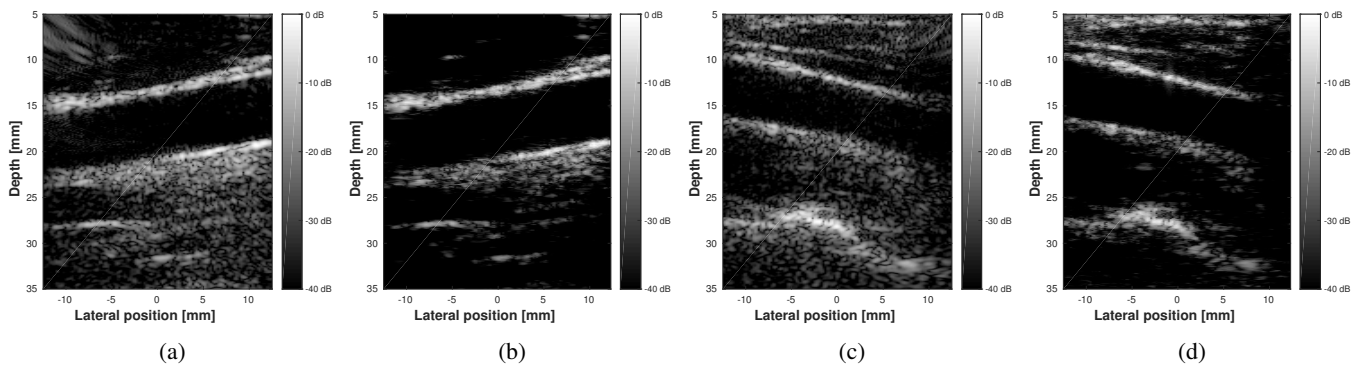 5
10
15
20
25
30
35
Depth [mm]
-10 -5 0 5 10
Lateral position [mm]
0 dB
-10 dB
-20 dB
-30 dB
-40 dB
(a)
5
10
15
20
25
30
35
Depth [mm]
-10 -5 0 5 10
Lateral position [mm]
0 dB
-10 dB
-20 dB
-30 dB
-40 dB
(b)
5
10
15
20
25
30
35
Depth [mm]
-10 -5 0 5 10
Lateral position [mm]
0 dB
-10 dB
-20 dB
-30 dB
-40 dB
(c)
5
10
15
20
25
30
35
Depth [mm]
-10 -5 0 5 10
Lateral position [mm]
0 dB
-10 dB
-20 dB
-30 dB
-40 dB
(d)